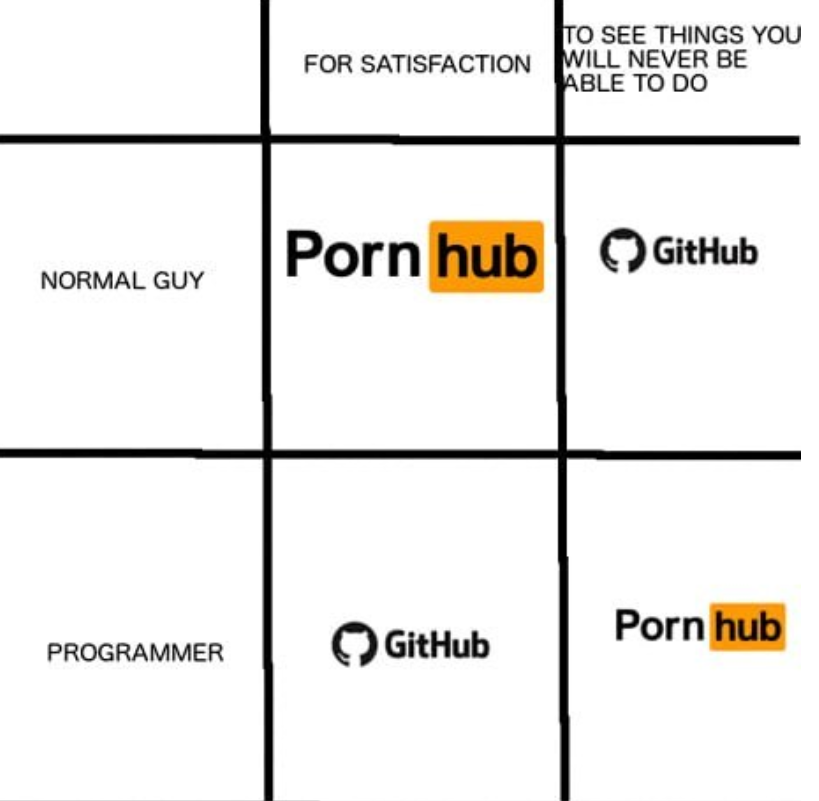 FOR SATISFACTION
TO SEE THINGS YOU
WILL NEVER BE
ABLE TO DO
NORMAL GUY
Porn hub
GitHub
PROGRAMMER
GitHub
Porn hub